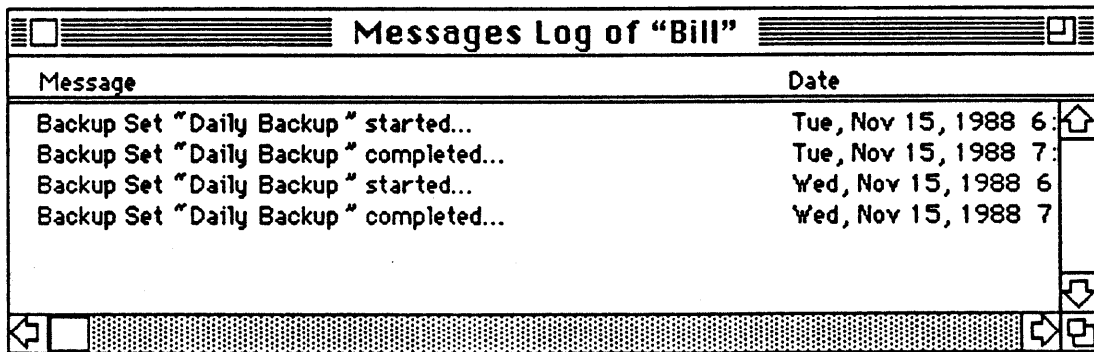 Messages Log of “Bill”
Message Date
Backup Set “Daily Backup” started... Tue, Nov 15, 1988 6:
Backup Set “Daily Backup” completed... Tue, Nov 15, 1988 7:
Backup Set “Daily Backup” started... Wed, Nov 15, 1988 6
Backup Set “Daily Backup” completed... Wed, Nov 15, 1988 7